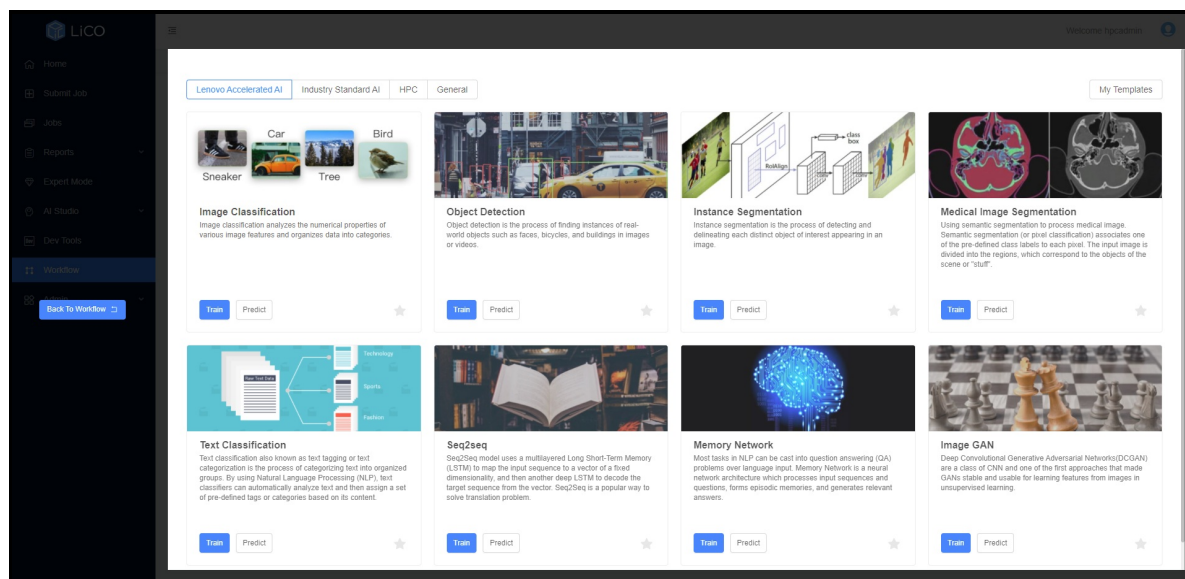 LiCO
Welcome, hpcadmin
Home
Submit Job
Jobs
Reports
Expert Mode
AI Studio
Dev Tools
Workflow
Admin
Back To Workflow
Lenovo Accelerated AI
Industry Standard AI
HPC
General
My Templates
Car
Bird
Sneaker
Tree
Image Classification
Image classification analyzes the numerical properties of
various image features and organizes data into categories.
Train
Predict
Object Detection
Object detection is the process of finding instances of real-
world objects such as faces, bicycles, and buildings in images
or videos.
Train
Predict
class
box
RoIAlign
Instance Segmentation
Instance segmentation is the process of detecting and
delineating each distinct object of interest appearing in an
image.
Train
Predict
Medical Image Segmentation
Using semantic segmentation to process medical image.
Semantic segmentation (or pixel classification) associates one
of the pre-defined class labels to each pixel. The input image is
divided into the regions, which correspond to the objects of the
scene or "stuff".
Train
Predict
Raw Text Data
Technology
Sports
Fashion
Text Classification
Text classification also known as text tagging or text
categorization is the process of categorizing text into organized
groups. By using Natural Language Processing (NLP), text
classifiers can automatically analyze text and then assign a set
of pre-defined tags or categories based on its content.
Train
Predict
Seq2seq
Seq2Seq model uses a multilayered Long Short-Term Memory
(LSTM) to map the input sequence to a vector of a fixed
dimensionality, and then another deep LSTM to decode the
target sequence from the vector. Seq2Seq is a popular way to
solve translation problem.
Train
Predict
Memory Network
Most tasks in NLP can be cast into question answering (QA)
problems over language input. Memory Network is a neural
network architecture which processes input sequences and
questions, forms episodic memories, and generates relevant
answers.
Train
Predict
Image GAN
Deep Convolutional Generative Adversarial Networks(DCGAN)
are a class of CNN and one of the first approaches that made
GANs stable and usable for learning features from images in
unsupervised learning.
Train
Predict